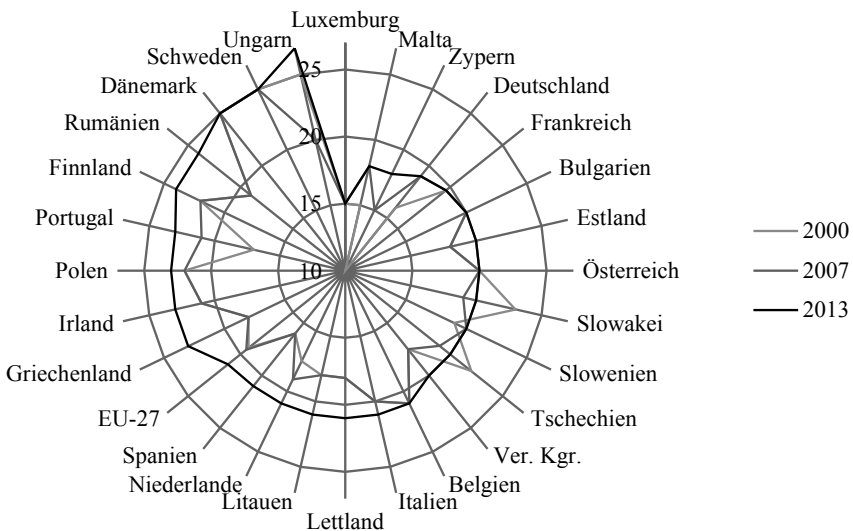 Luxemburg
Malta
Zypern
Deutschland
Frankreich
Bulgarien
Estland
Österreich
Slowakei
Slowenien
Tschechien
Ver. Kgr.
Belgien
Italien
Lettland
Litauen
Niederlande
Spanien
EU-27
Griechenland
Irland
Polen
Portugal
Finnland
Rumänien
Dänemark
Schweden
Ungarn
25
20
15
10
2000
2007
2013